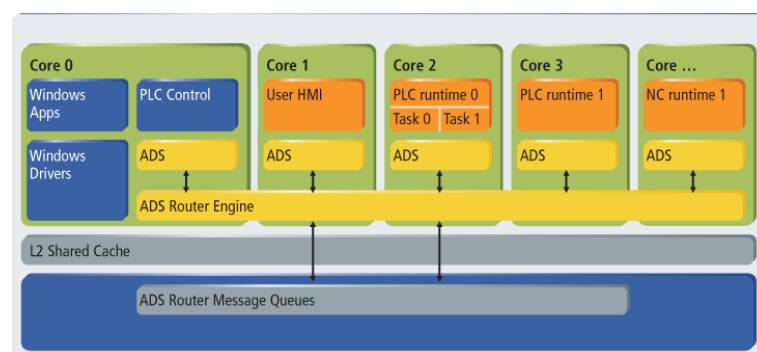 Core 0
Core 1
Core 2
Core 3
Core ...
Windows
Apps
PLC Control
User HMI
PLC runtime 0
Task 0
Task 1
PLC runtime 1
NC runtime 1
Windows
Drivers
ADS
ADS
ADS
ADS
ADS
ADS Router Engine
L2 Shared Cache
ADS Router Message Queues